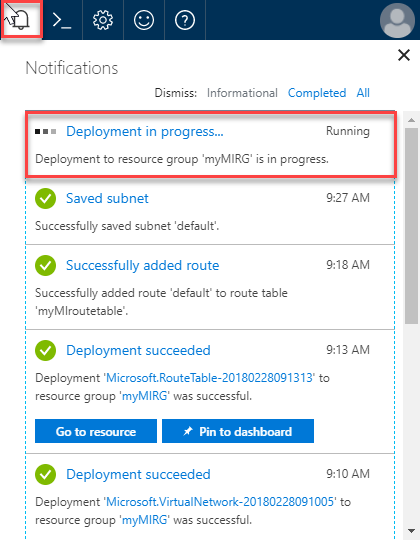 Notifications
Dismiss: Informational Completed All
Deployment in progress... Running
Deployment to resource group 'myMIRG' is in progress.
Saved subnet 9:27 AM
Successfully saved subnet 'default'.
Successfully added route 9:18 AM
Successfully added route 'default' to route table
'myMIroutetable'.
Deployment succeeded 9:13 AM
Deployment 'Microsoft.RouteTable-20180228091313' to
resource group 'myMIRG' was successful.
Go to resource Pin to dashboard
Deployment succeeded 9:10 AM
Deployment 'Microsoft.VirtualNetwork-20180228091005' to
resource group 'myMIRG' was successful.